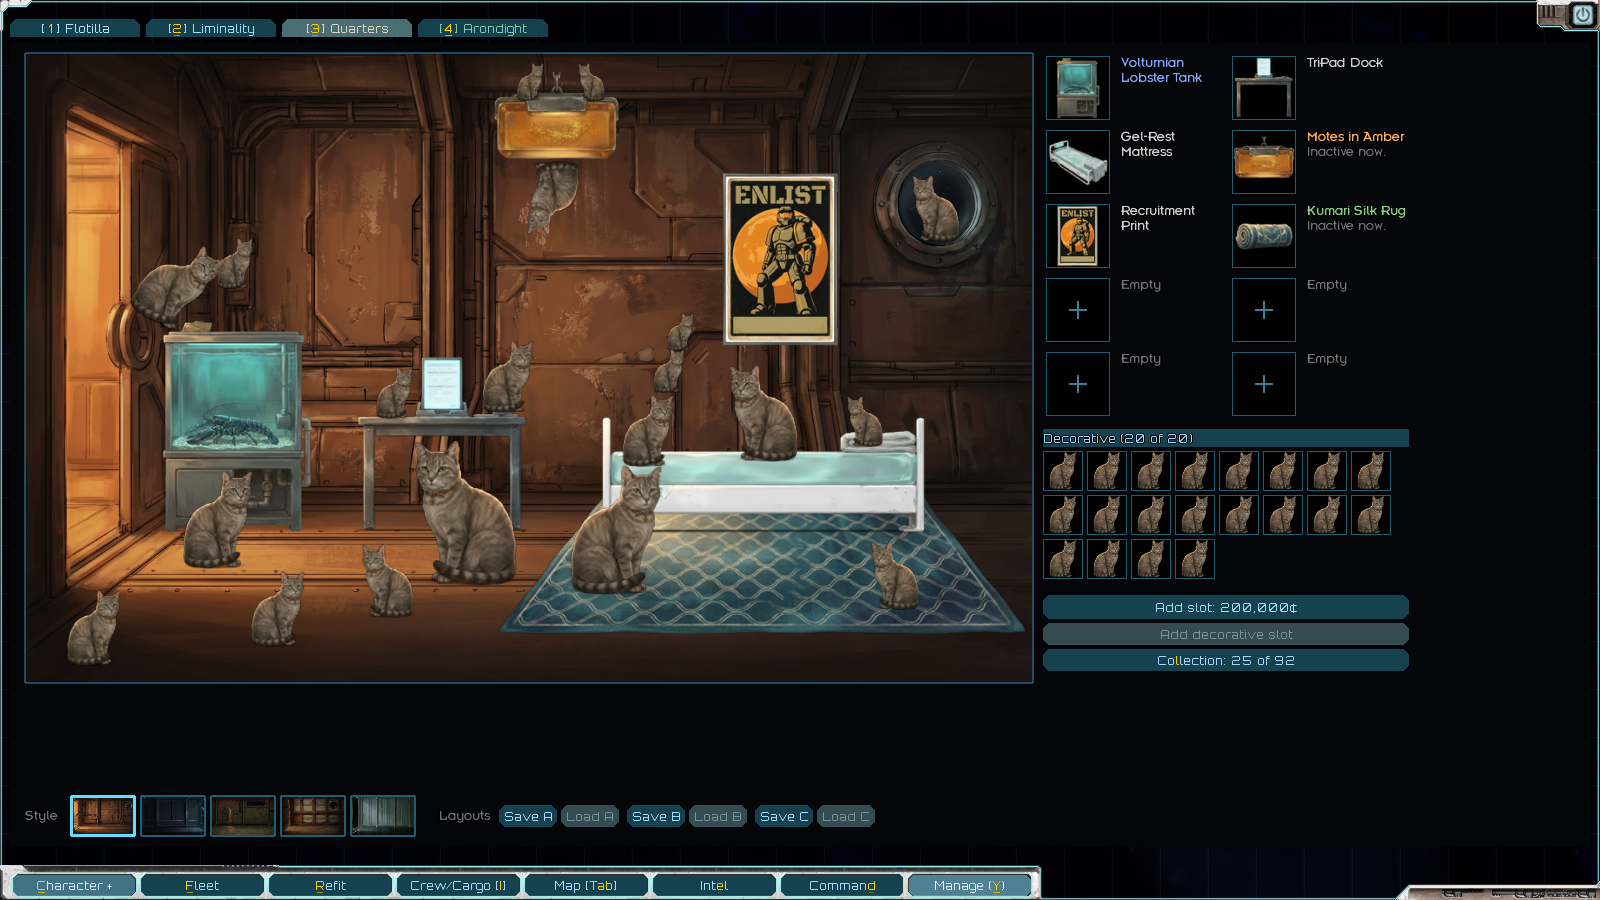 [1] Flotilla
[2] Liminality
[3] Quarters
[4] Arondight
ENLIST
Volturnian
Lobster Tank
TriPad Dock
Gel-Rest
Mattress
Motes in Amber
Inactive now.
ENLIST
Recruitment
Print
Kumari Silk Rug
Inactive now.
Empty
Empty
Empty
Empty
Decorative (20 of 20)
Add slot: 200,000¢
Add decorative slot
Collection: 25 of 92
Style
Layouts
Save A
Load A
Save B
Load B
Save C
Load C
Character +
Fleet
Refit
Crew/Cargo [I]
Map [Tab]
Intel
Command
Manage (Y)